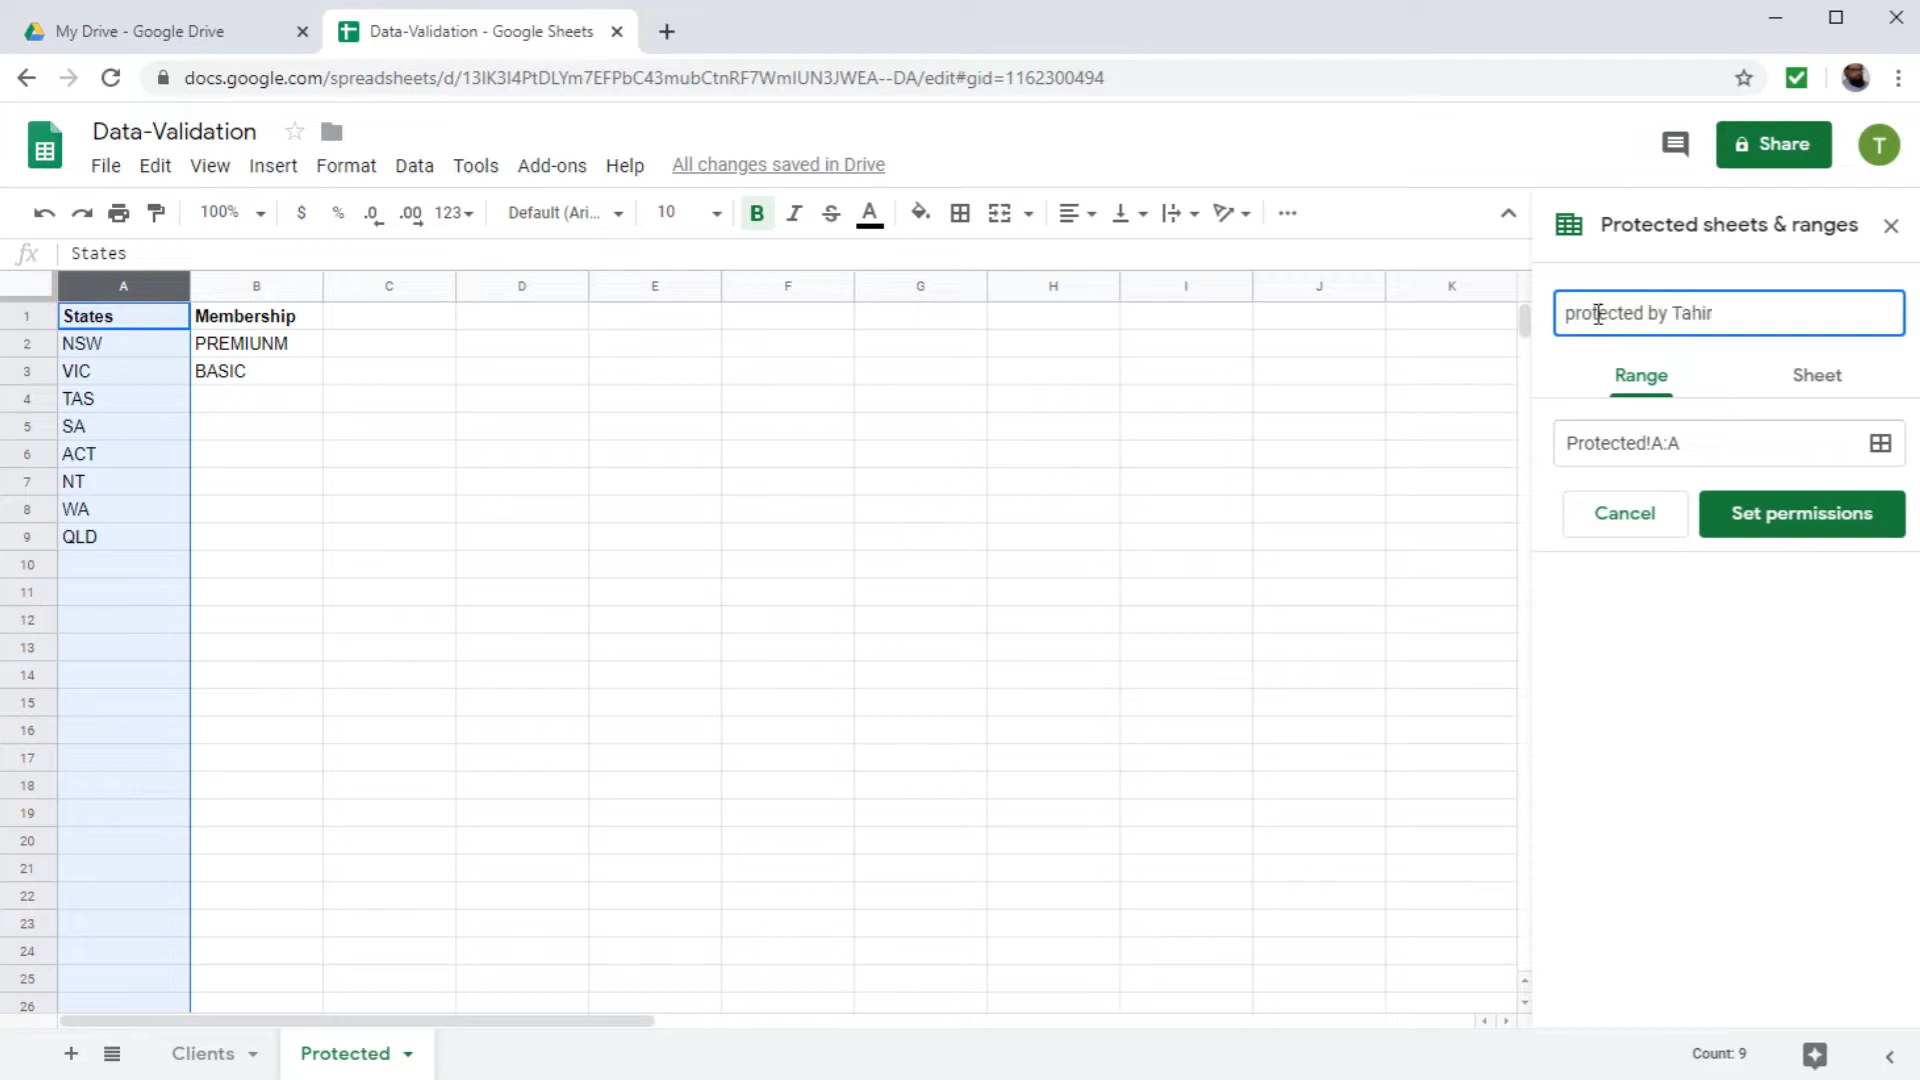 My Drive - Google Drive
Data-Validation - Google Sheets
docs.google.com/spreadsheets/d/13IK3I4PtDLYm7EFPbC43mubCtnRF7WmIUN3JWEA--DA/edit#gid=1162300494
Data-Validation
Share
T
File Edit View Insert Format Data Tools Add-ons Help All changes saved in Drive
100% $ % .0 .00 123 Default (Ari... 10 B I S A
Protected sheets & ranges
fx States
A B C D E F G H I J K
1 States Membership
2 NSW PREMIUNM
3 VIC BASIC
4 TAS
5 SA
6 ACT
7 NT
8 WA
9 QLD
10
11
12
13
14
15
16
17
18
19
20
21
22
23
24
25
26
protected by Tahir
Range Sheet
Protected!A:A
Cancel Set permissions
Clients Protected Count: 9